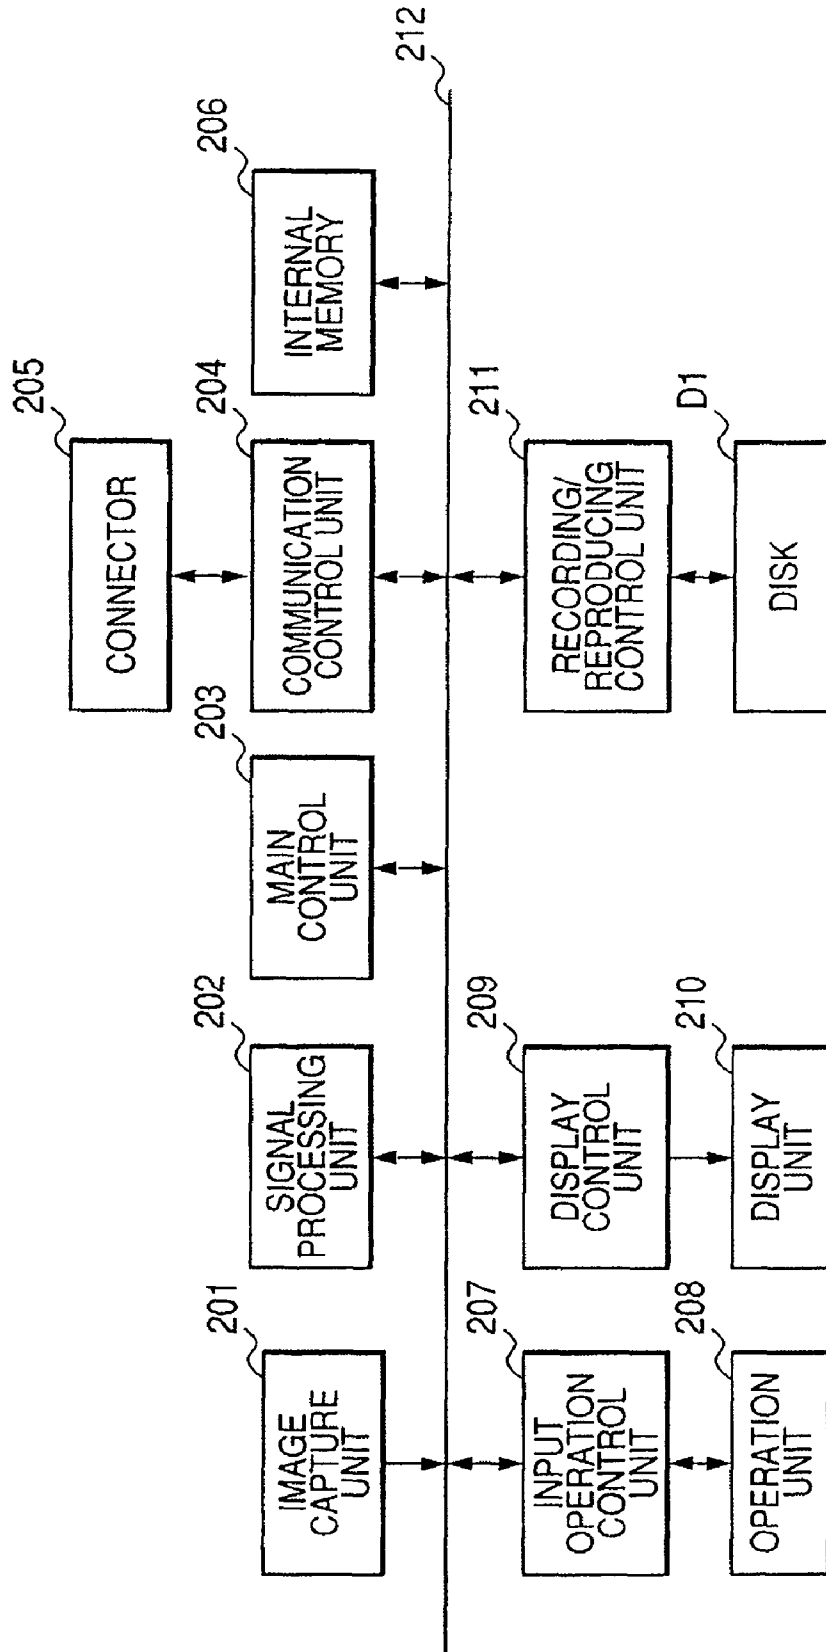 205
CONNECTOR
201
IMAGE
CAPTURE
UNIT
202
SIGNAL
PROCESSING
UNIT
203
MAIN
CONTROL
UNIT
204
COMMUNICATION
CONTROL UNIT
206
INTERNAL
MEMORY
212
207
INPUT
OPERATION
CONTROL
UNIT
209
DISPLAY
CONTROL
UNIT
211
RECORDING/
REPRODUCING
CONTROL UNIT
208
OPERATION
UNIT
210
DISPLAY
UNIT
D1
DISK